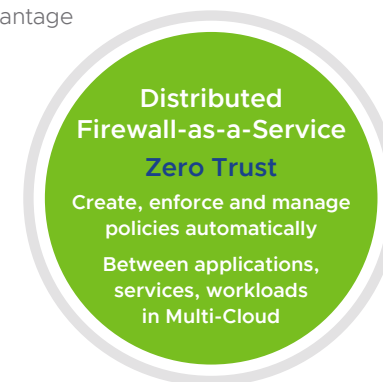 antage
Distributed
Firewall-as-a-Service
Zero Trust
Create, enforce and manage
policies automatically
Between applications,
services, workloads
in Multi-Cloud